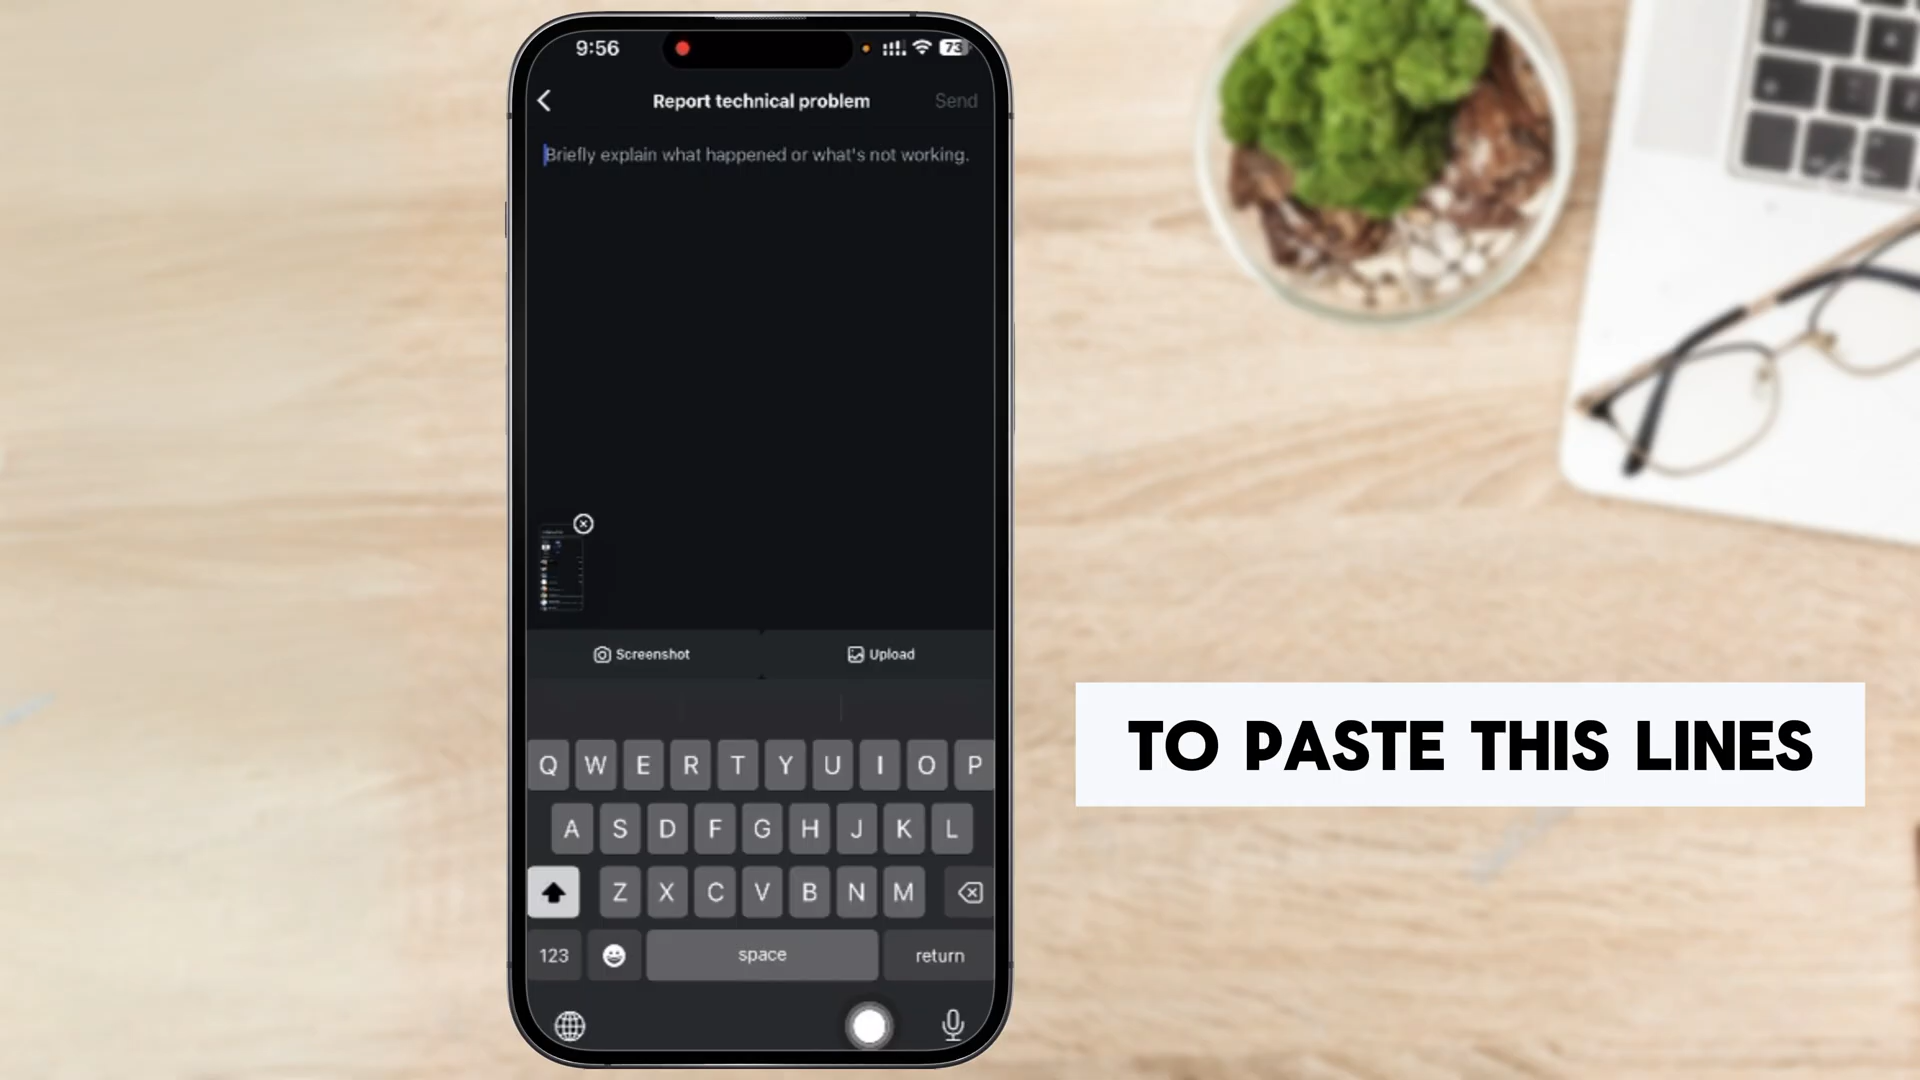 9:56
73
Report technical problem
Send
Briefly explain what happened or what's not working.
Screenshot
Upload
TO PASTE THIS LINES
Q W E R T Y U I O P
A S D F G H J K L
Z X C V B N M
123
space
return